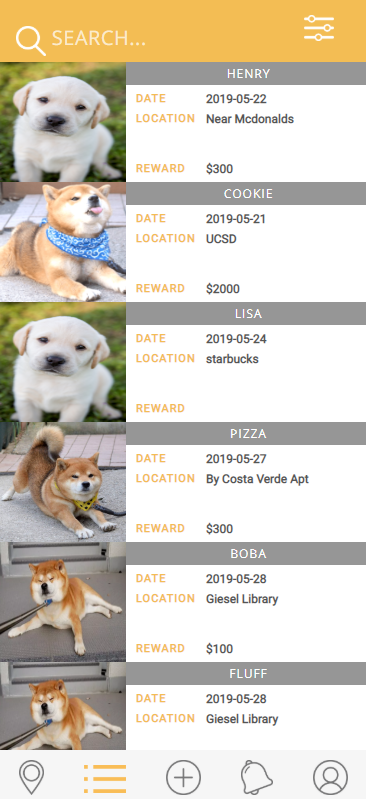 SEARCH...
HENRY
DATE 2019-05-22
LOCATION Near Mcdonalds
REWARD $300
COOKIE
DATE 2019-05-21
LOCATION UCSD
REWARD $2000
LISA
DATE 2019-05-24
LOCATION starbucks
REWARD
PIZZA
DATE 2019-05-27
LOCATION By Costa Verde Apt
REWARD $300
BOBA
DATE 2019-05-28
LOCATION Giesel Library
REWARD $100
FLUFF
DATE 2019-05-28
LOCATION Giesel Library